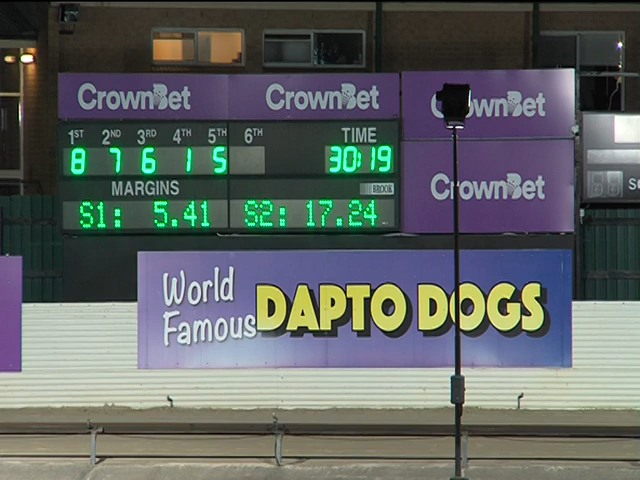 CrownBet CrownBet CrownBet
1ST 2ND 3RD 4TH 5TH 6TH TIME
8 7 6 1 5 30:19
MARGINS BROOK
CrownBet
S1: 5.41 S2: 17.24
World Famous
DAPTO DOGS